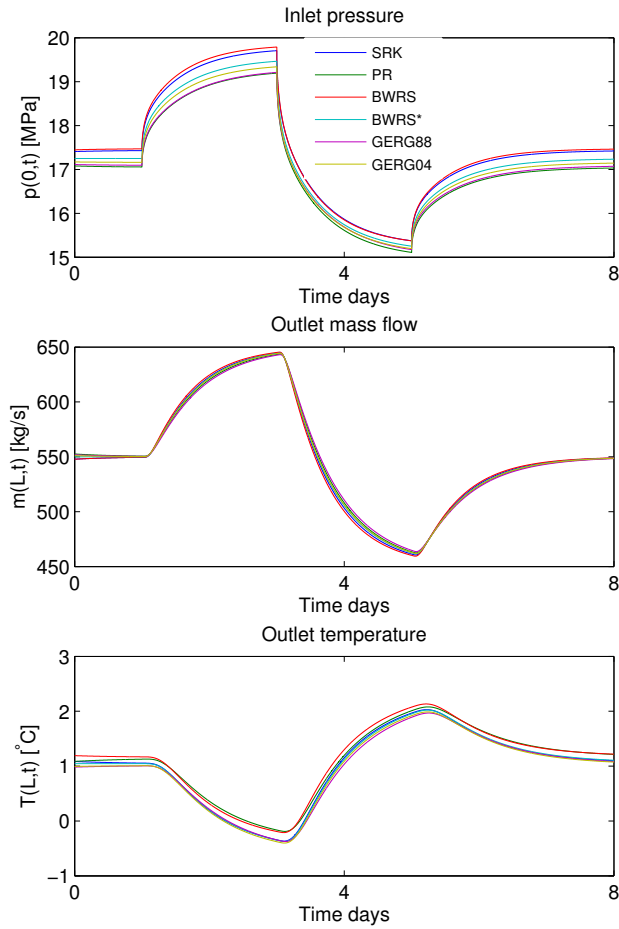 Inlet pressure
20
19
18
17
16
15
p(0,t) [MPa]
SRK
PR
BWRS
BWRS*
GERG88
GERG04
0
4
8
Time days
Outlet mass flow
650
600
550
500
450
m(L,t) [kg/s]
0
4
8
Time days
Outlet temperature
3
2
1
0
−1
T(L,t) [°C]
0
4
8
Time days